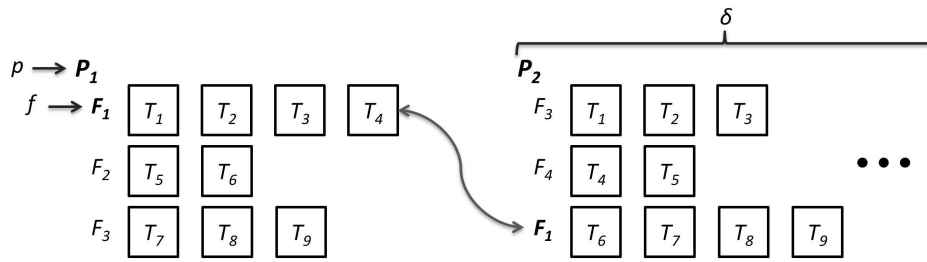 δ
p P₁ P₂
f F₁ T₁ T₂ T₃ T₄ F₃ T₁ T₂ T₃
F₂ T₅ T₆ F₄ T₄ T₅ •••
F₃ T₇ T₈ T₉ F₁ T₆ T₇ T₈ T₉